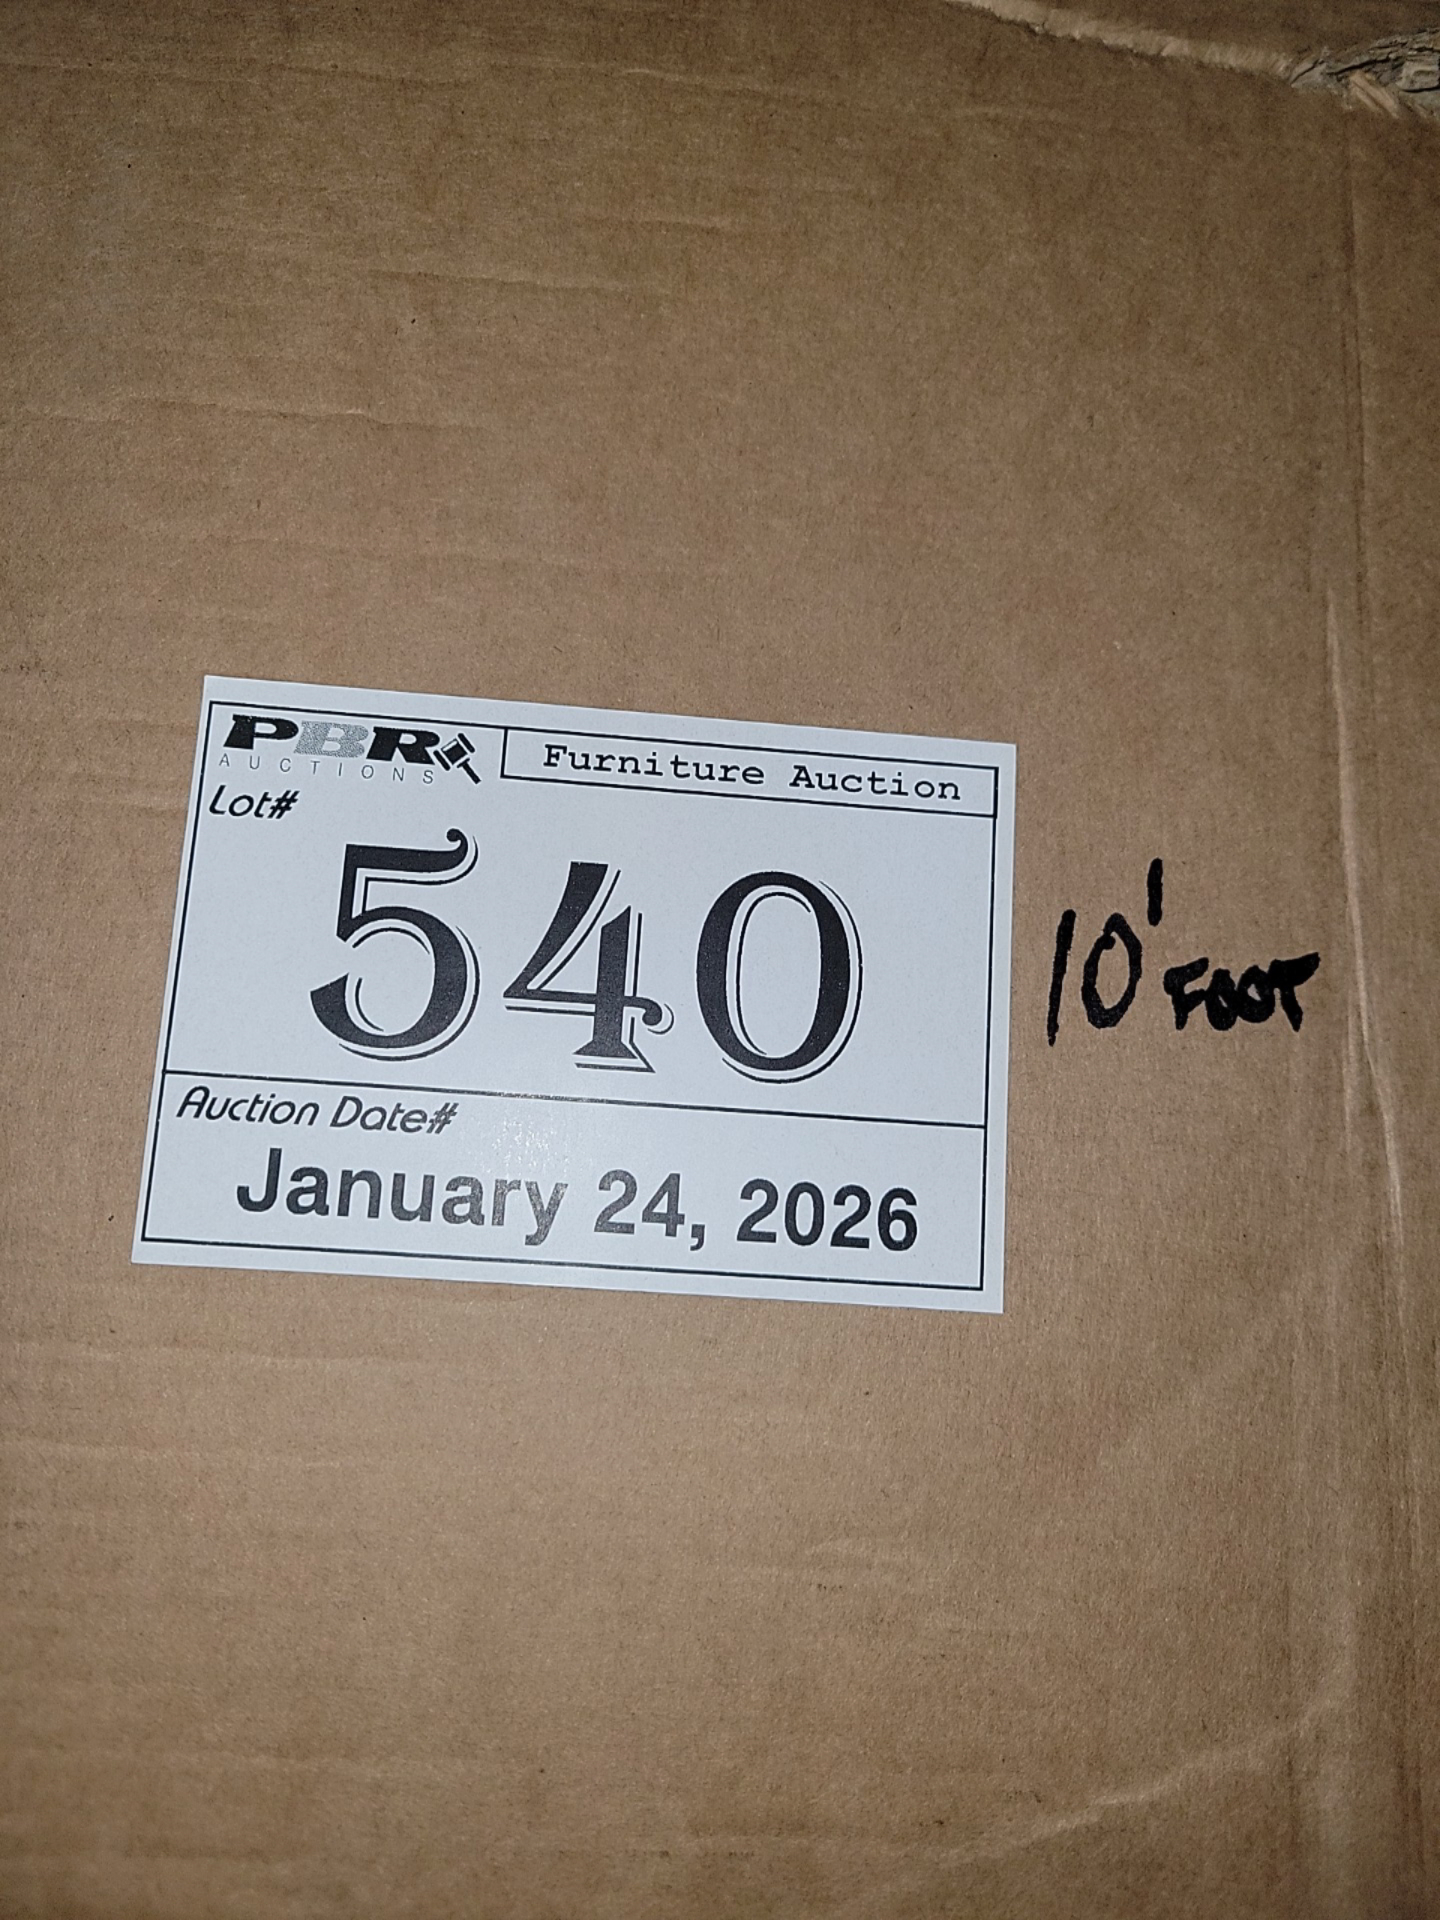 PBR
AUCTIONS
Furniture Auction
Lot#
540
10' FOOT
Auction Date#
January 24, 2026